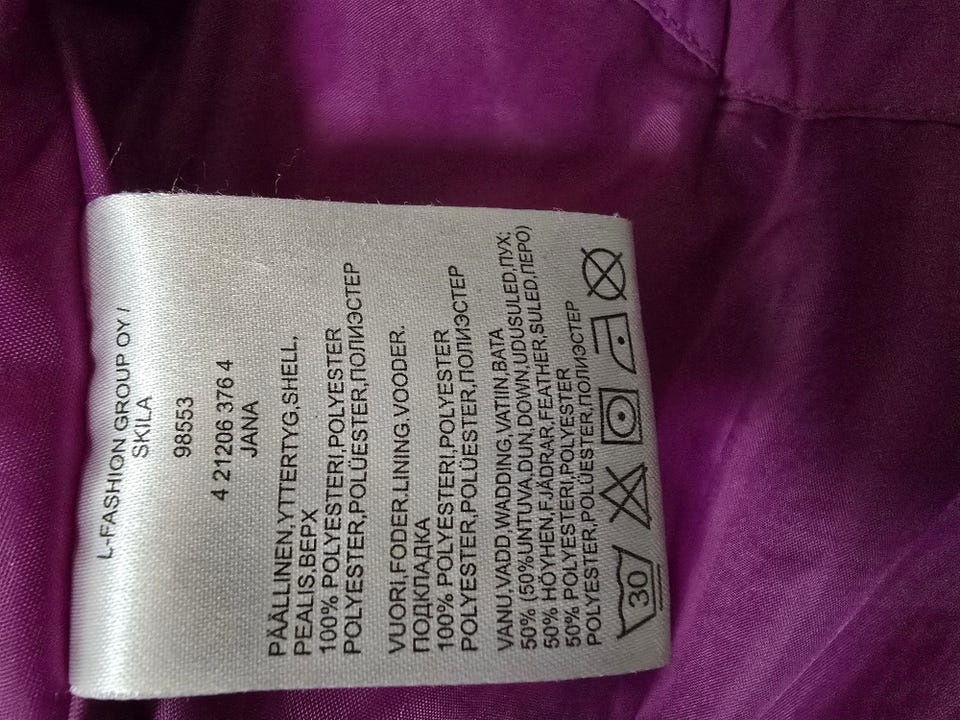 L-FASHION GROUP OY /
SKILA
98553
4 21206 376 4
JANA
PÄÄLLINEN,YTTERTYG,SHELL,
PEALIS,ВЕРХ
100% POLYESTERI,POLYESTER
POLYESTER,POLÜESTER,ПОЛИЭСТЕР
VUORI,FODER.LINING.VOODER.
ПОДКЛАДКА
100% POLYESTERI,POLYESTER
POLYESTER,POLÜESTER,ПОЛИЭСТЕР
VANU,VADD,WADDING,VATIIN,ВАТА
50% (50%UNTUVA,DUN,DOWN,UDUSULED,ПУХ;
50% HÖYHEN,FJÄDRAR,FEATHER,SULED,ПЕРО)
50% POLYESTERI,POLYESTER
POLYESTER,POLÜESTER,ПОЛИЭСТЕР
30